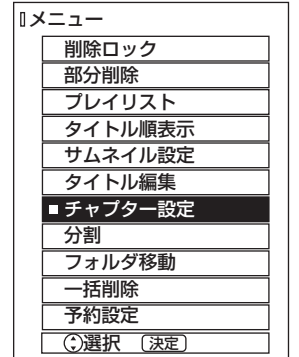 メニュー
削除ロック
部分削除
プレイリスト
タイトル順表示
サムネイル設定
タイトル編集
チャプター設定
分割
フォルダ移動
一括削除
予約設定
選択 決定